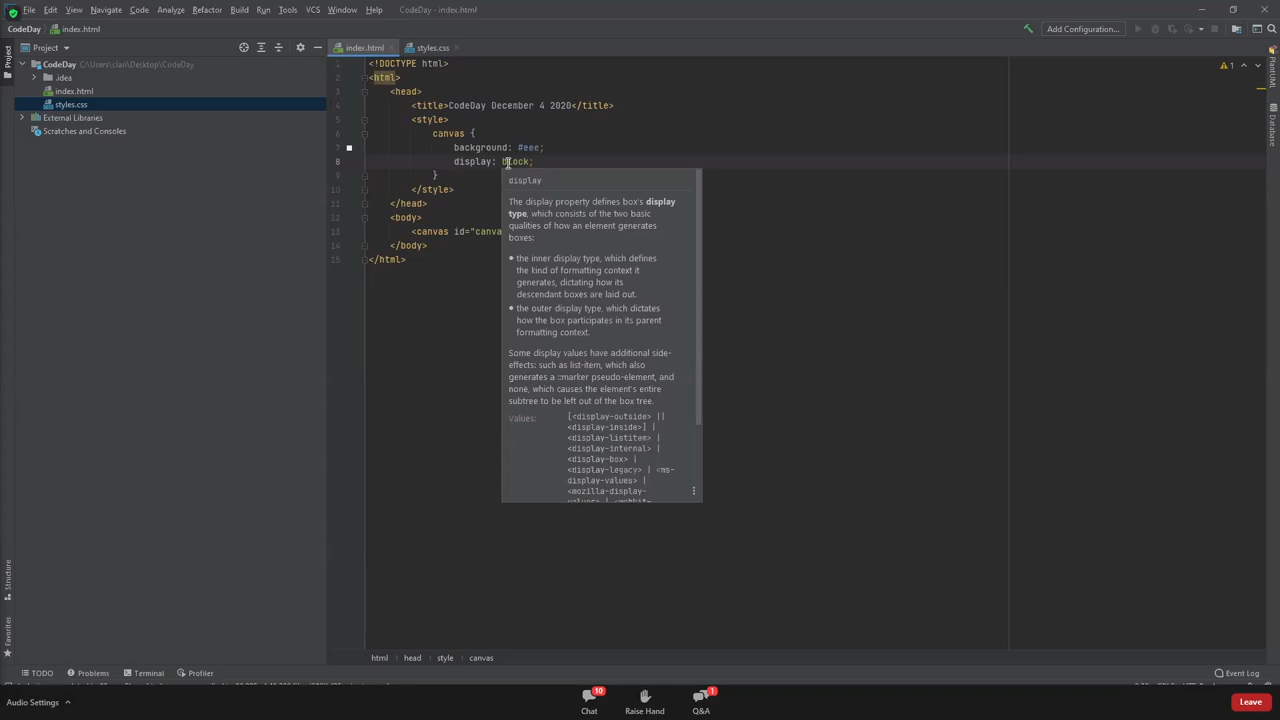 File Edit View Navigate Code Analyze Refactor Build Run Tools VCS Window Help CodeDay - index.html
CodeDay index.html Add Configuration...
Project
index.html styles.css
CodeDay C:\Users\clan\Desktop\CodeDay
.idea
index.html
styles.css
External Libraries
Scratches and Consoles
Project
Structure
Favorites
PlantUML
Database
1
1 <!DOCTYPE html>
2 <html>
3 <head>
4 <title>CodeDay December 4 2020</title>
5 <style>
6 canvas {
7 background: #eee;
8 display: block;
9 }
10 </style>
11 </head>
12 <body>
13 <canvas id="canva
14 </body>
15 </html>
display
The display property defines box's display
type, which consists of the two basic
qualities of how an element generates
boxes:
• the inner display type, which defines
the kind of formatting context it
generates, dictating how its
descendant boxes are laid out.
• the outer display type, which dictates
how the box participates in its parent
formatting context.
Some display values have additional side-
effects: such as list-item, which also
generates a ::marker pseudo-element, and
none, which causes the element's entire
subtree to be left out of the box tree.
Values: [<display-outside> ||
<display-inside>] |
<display-listitem> |
<display-internal> |
<display-box> |
<display-legacy> | <ms-
display-values> |
<mozilla-display-
html head style canvas
TODO Problems Terminal Profiler Event Log
Audio Settings
10
Chat
Raise Hand
1
Q&A
Leave